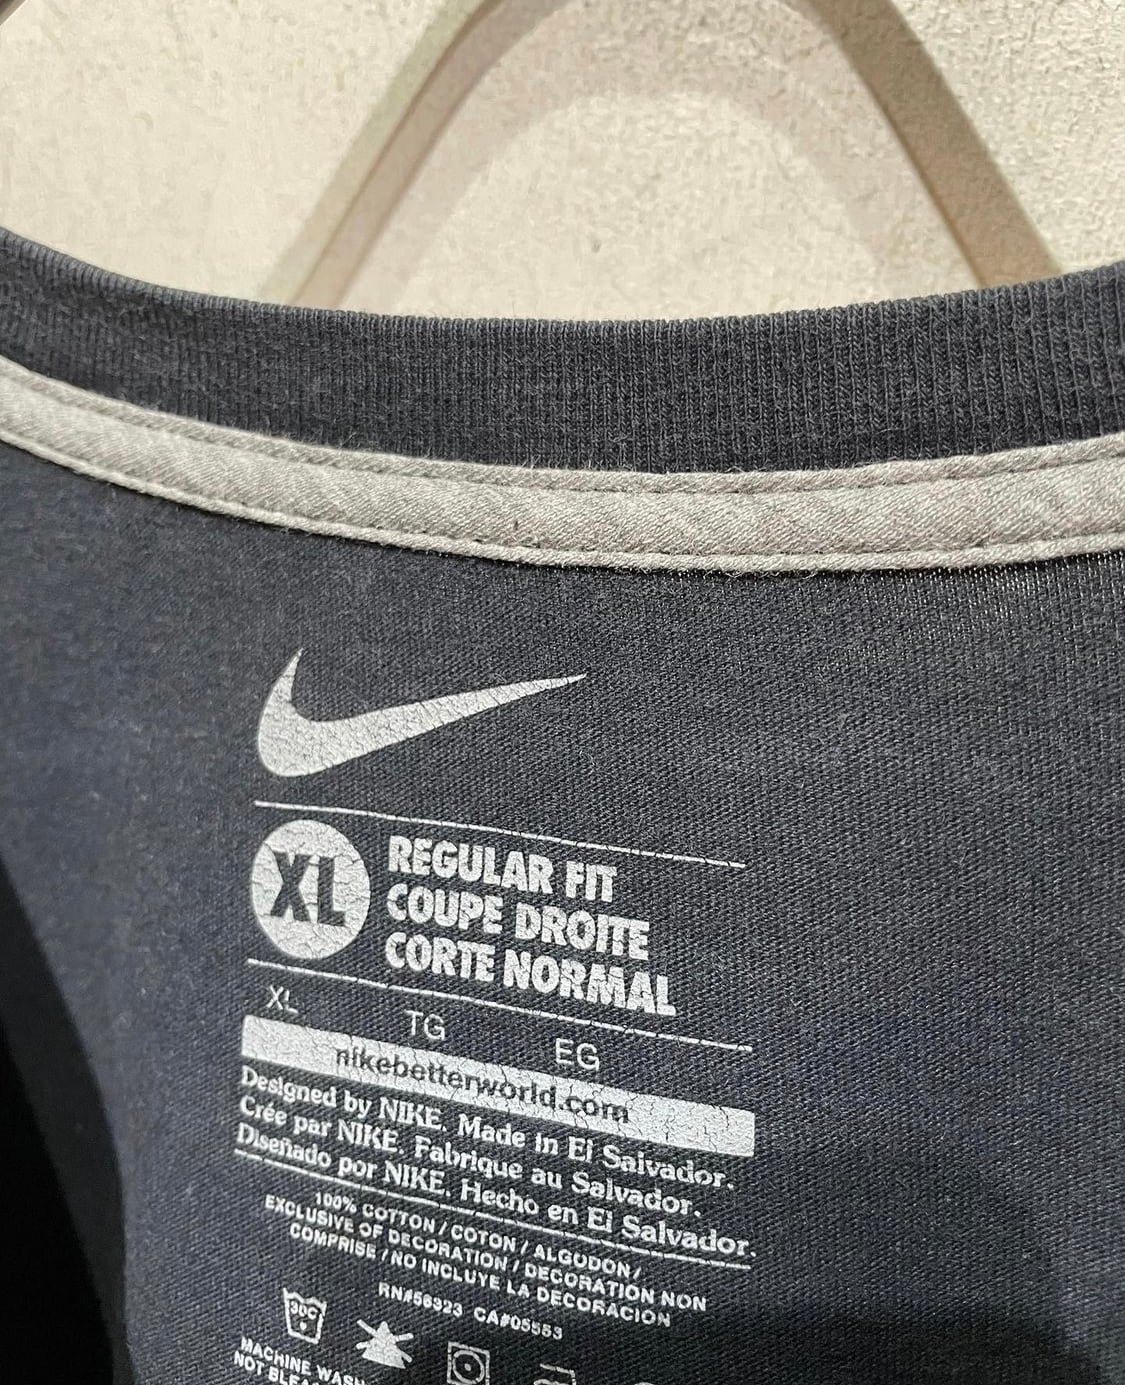 XL
REGULAR FIT
COUPE DROITE
CORTE NORMAL
XL TG EG
nikebetterworld.com
Designed by NIKE. Made in El Salvador.
Crée par NIKE. Fabrique au Salvador.
Diseñado por NIKE. Hecho en El Salvador.
100% COTTON / COTON / ALGODON /
EXCLUSIVE OF DECORATION / DECORATION NON
COMPRISE / NO INCLUYE LA DECORACION
RN#56323 CA#05553
30C
MACHINE WASH
NOT BLEA